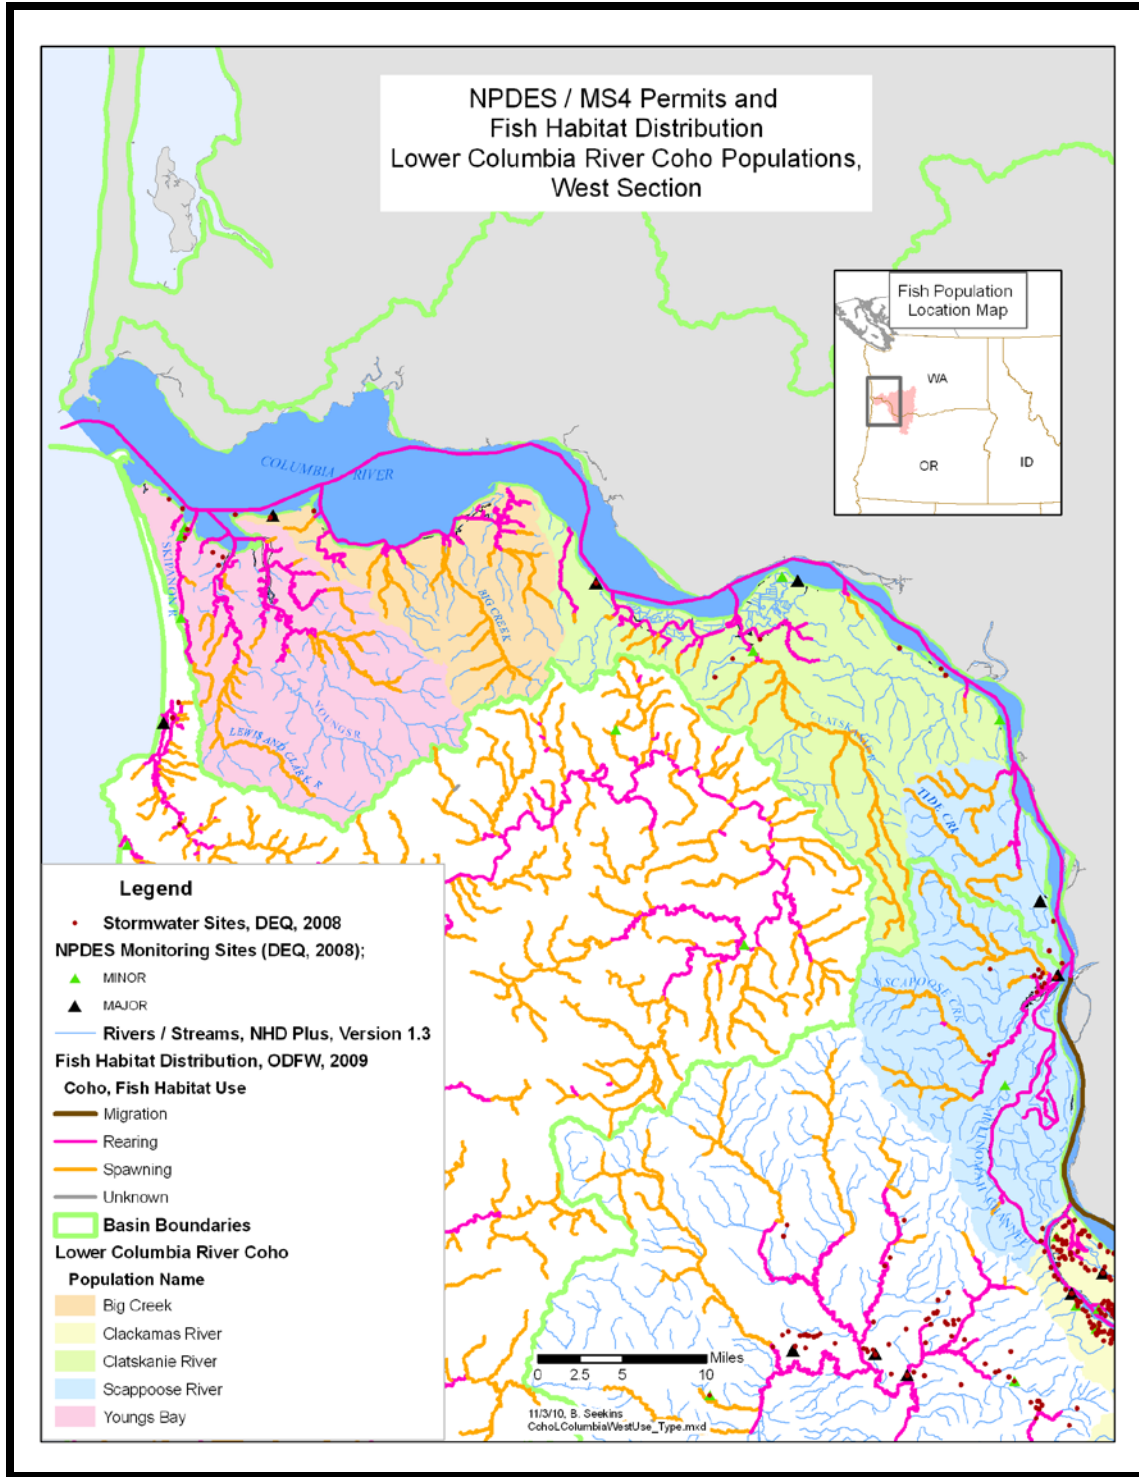 NPDES / MS4 Permits and
Fish Habitat Distribution
Lower Columbia River Coho Populations,
West Section
Fish Population
Location Map
WA
OR
ID
COLUMBIA RIVER
SKIPANON R
BIG CREEK
YOUNGS R
LEWIS AND CLARK R
CLATSKANIE R
TIDE CRK
S SCAPOOSE CRK
MULTNOMAH CHANNEL
Legend
Stormwater Sites, DEQ, 2008
NPDES Monitoring Sites (DEQ, 2008);
MINOR
MAJOR
Rivers / Streams, NHD Plus, Version 1.3
Fish Habitat Distribution, ODFW, 2009
Coho, Fish Habitat Use
Migration
Rearing
Spawning
Unknown
Basin Boundaries
Lower Columbia River Coho
Population Name
Big Creek
Clackamas River
Clatskanie River
Scappoose River
Youngs Bay
Miles
0 2.5 5 10
11/3/10, B. Seekins
CohoLColumbiaWestUse_Type.mxd